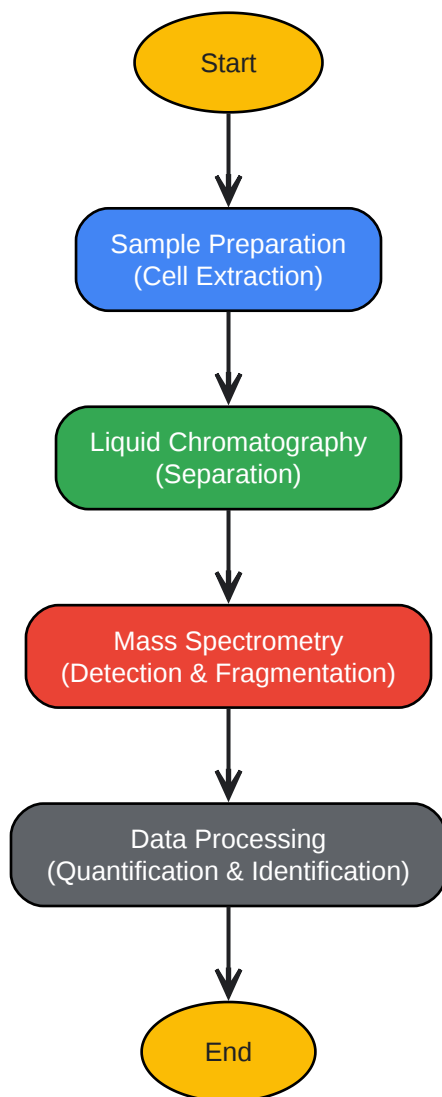 Start
Sample Preparation
(Cell Extraction)
Liquid Chromatography
(Separation)
Mass Spectrometry
(Detection & Fragmentation)
Data Processing
(Quantification & Identification)
End